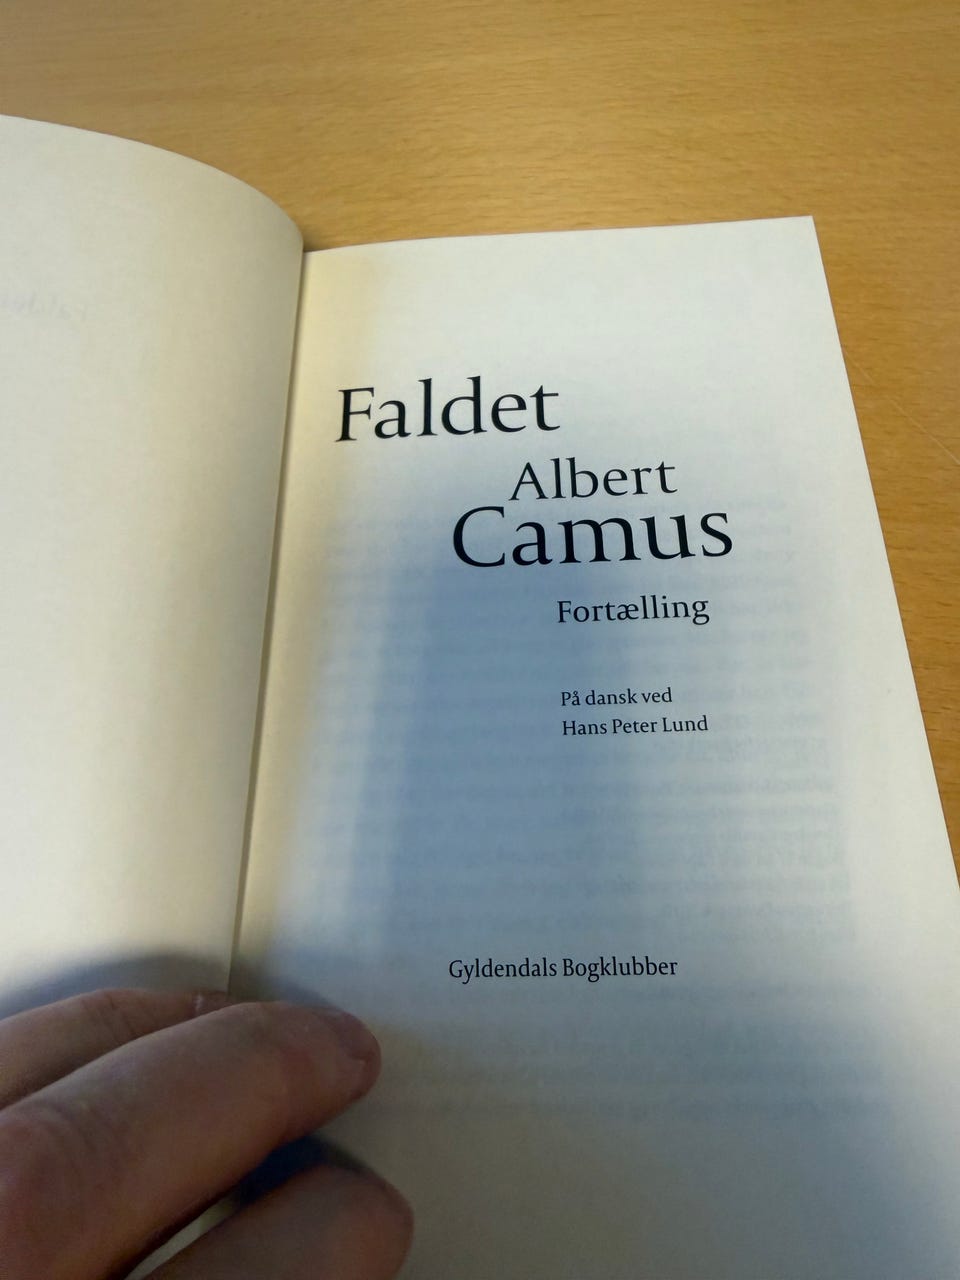 Faldet
Albert
Camus
Fortælling
På dansk ved
Hans Peter Lund
Gyldendals Bogklubber